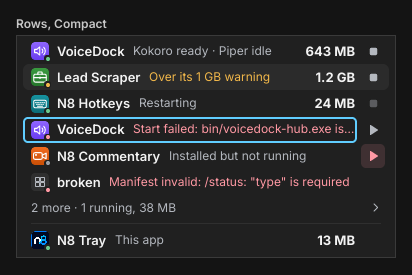 Rows, Compact
VoiceDock Kokoro ready · Piper idle 643 MB
Lead Scraper Over its 1 GB warning 1.2 GB
N8 Hotkeys Restarting 24 MB
VoiceDock Start failed: bin/voicedock-hub.exe is...
N8 Commentary Installed but not running
broken Manifest invalid: /status: "type" is required
2 more · 1 running, 38 MB
n8 N8 Tray This app 13 MB